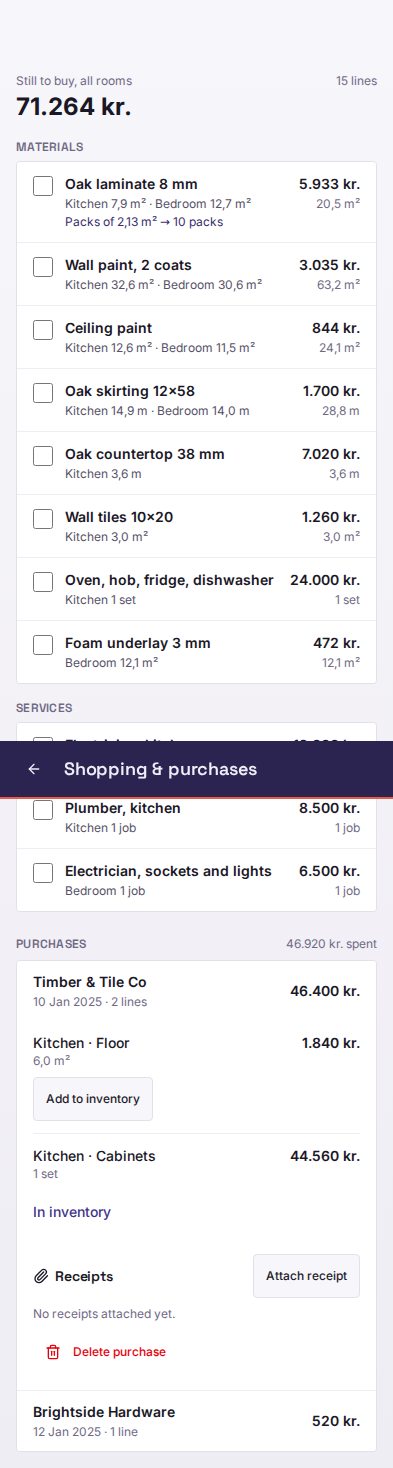 Still to buy, all rooms 15 lines
71.264 kr.
MATERIALS
Oak laminate 8 mm 5.933 kr.
Kitchen 7,9 m² · Bedroom 12,7 m² 20,5 m²
Packs of 2,13 m² → 10 packs
Wall paint, 2 coats 3.035 kr.
Kitchen 32,6 m² · Bedroom 30,6 m² 63,2 m²
Ceiling paint 844 kr.
Kitchen 12,6 m² · Bedroom 11,5 m² 24,1 m²
Oak skirting 12×58 1.700 kr.
Kitchen 14,9 m · Bedroom 14,0 m 28,8 m
Oak countertop 38 mm 7.020 kr.
Kitchen 3,6 m 3,6 m
Wall tiles 10×20 1.260 kr.
Kitchen 3,0 m² 3,0 m²
Oven, hob, fridge, dishwasher 24.000 kr.
Kitchen 1 set 1 set
Foam underlay 3 mm 472 kr.
Bedroom 12,1 m² 12,1 m²
SERVICES
← Shopping & purchases
Plumber, kitchen 8.500 kr.
Kitchen 1 job 1 job
Electrician, sockets and lights 6.500 kr.
Bedroom 1 job 1 job
PURCHASES 46.920 kr. spent
Timber & Tile Co 46.400 kr.
10 Jan 2025 · 2 lines
Kitchen · Floor 1.840 kr.
6,0 m²
Add to inventory
Kitchen · Cabinets 44.560 kr.
1 set
In inventory
Receipts Attach receipt
No receipts attached yet.
Delete purchase
Brightside Hardware 520 kr.
12 Jan 2025 · 1 line